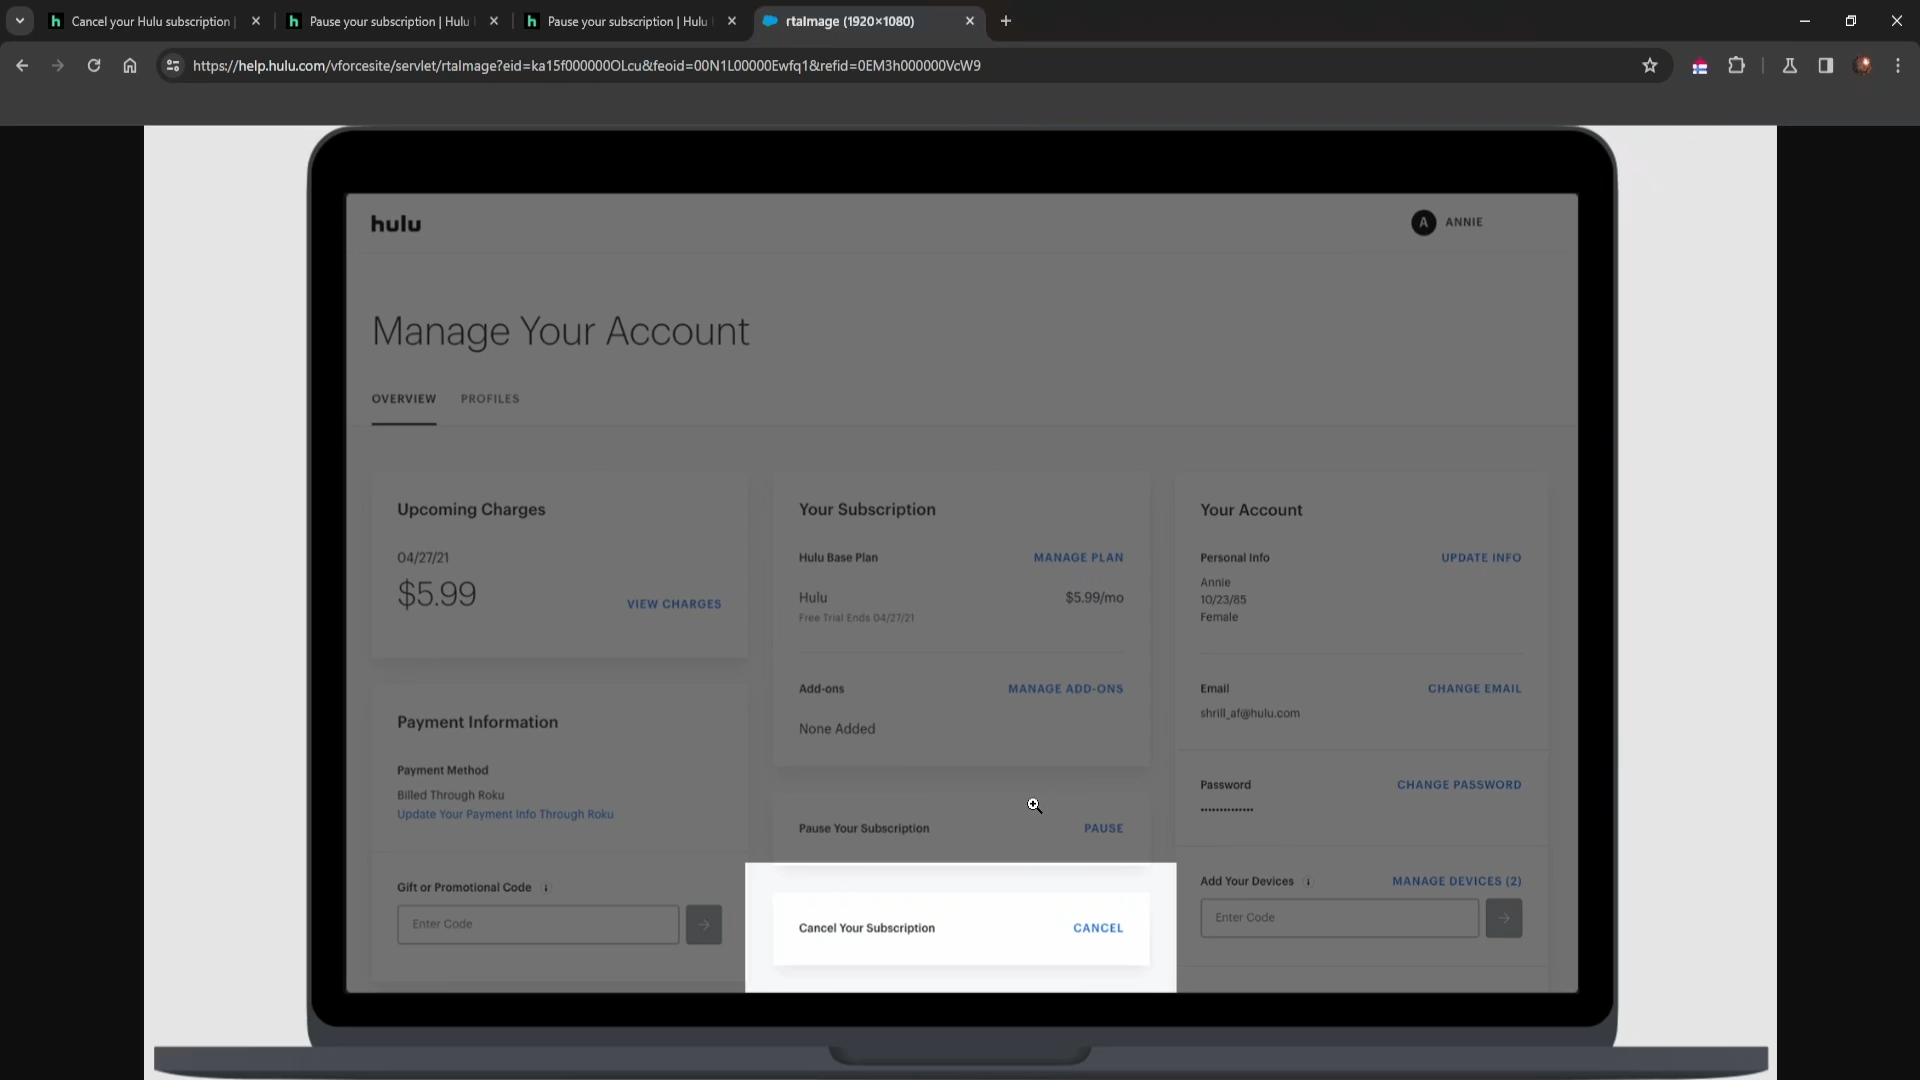 Cancel your Hulu subscription
Pause your subscription | Hulu
Pause your subscription | Hulu
rtaImage (1920×1080)
https://help.hulu.com/vforcesite/servlet/rtaImage?eid=ka15f000000OLcu&feoid=00N1L00000Ewfq1&refid=0EM3h000000VcW9
hulu
A ANNIE
Manage Your Account
OVERVIEW PROFILES
Upcoming Charges
04/27/21
$5.99
VIEW CHARGES
Payment Information
Payment Method
Billed Through Roku
Update Your Payment Info Through Roku
Gift or Promotional Code i
Enter Code
Your Subscription
Hulu Base Plan MANAGE PLAN
Hulu $5.99/mo
Free Trial Ends 04/27/21
Add-ons MANAGE ADD-ONS
None Added
Pause Your Subscription PAUSE
Cancel Your Subscription CANCEL
Your Account
Personal Info UPDATE INFO
Annie
10/23/85
Female
Email CHANGE EMAIL
shrill_af@hulu.com
Password CHANGE PASSWORD
••••••••••••••
Add Your Devices i MANAGE DEVICES (2)
Enter Code